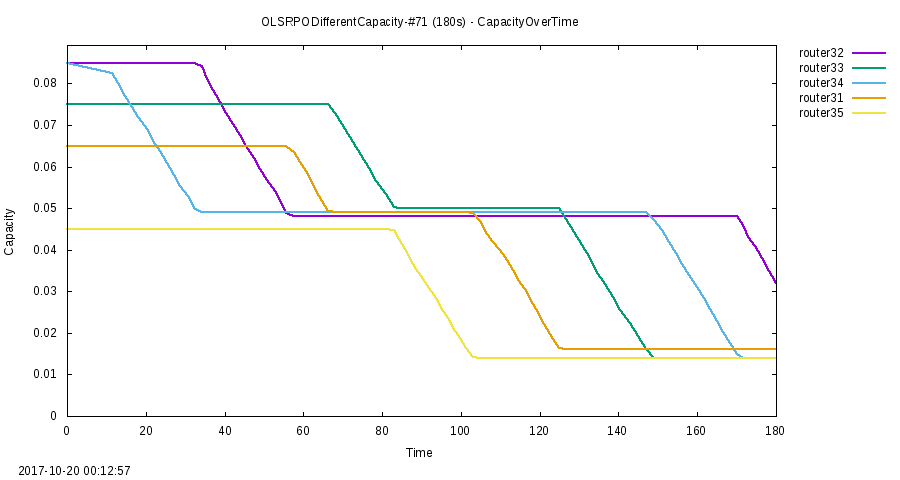 OLSRPODifferentCapacity-#71 (180s) - CapacityOverTime
router32
router33
router34
router31
router35
0.08
0.07
0.06
0.05
0.04
0.03
0.02
0.01
0
Capacity
0 20 40 60 80 100 120 140 160 180
Time
2017-10-20 00:12:57